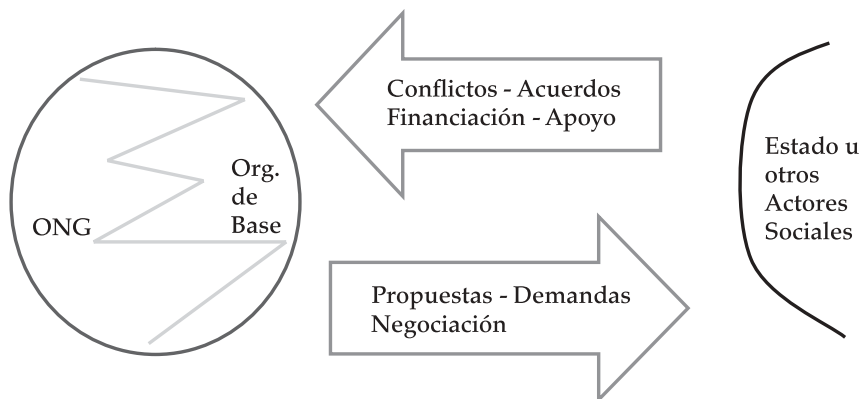 Conflictos - Acuerdos
Financiación - Apoyo
Estado u
otros
Actores
Sociales
Org.
de
Base
ONG
Propuestas - Demandas
Negociación